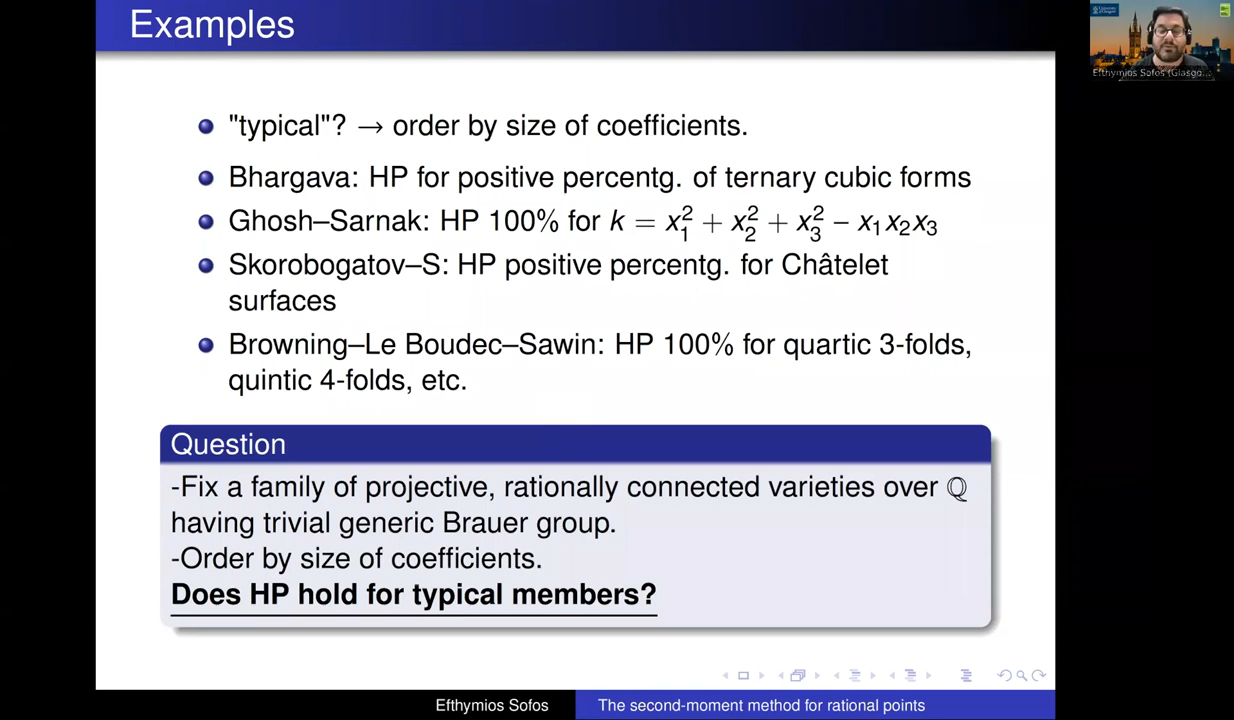 Examples
"typical"? → order by size of coefficients.
Bhargava: HP for positive percentg. of ternary cubic forms
Ghosh–Sarnak: HP 100% for k = x₁² + x₂² + x₃² − x₁x₂x₃
Skorobogatov–S: HP positive percentg. for Châtelet
surfaces
Browning–Le Boudec–Sawin: HP 100% for quartic 3-folds,
quintic 4-folds, etc.
Question
-Fix a family of projective, rationally connected varieties over ℚ
having trivial generic Brauer group.
-Order by size of coefficients.
Does HP hold for typical members?
Efthymios Sofos
The second-moment method for rational points
Efthymios Sofos (Glasgo...